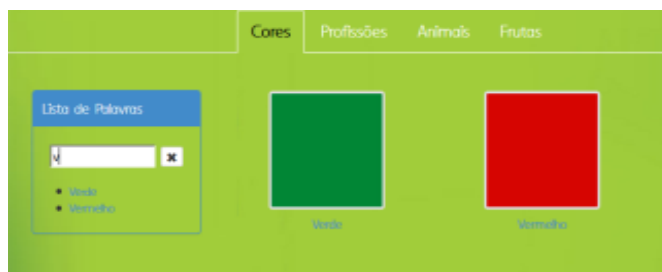 Cores Profissões Animais Frutas
Lista de Palavras
v
Verde
Vermelho
Verde
Vermelho